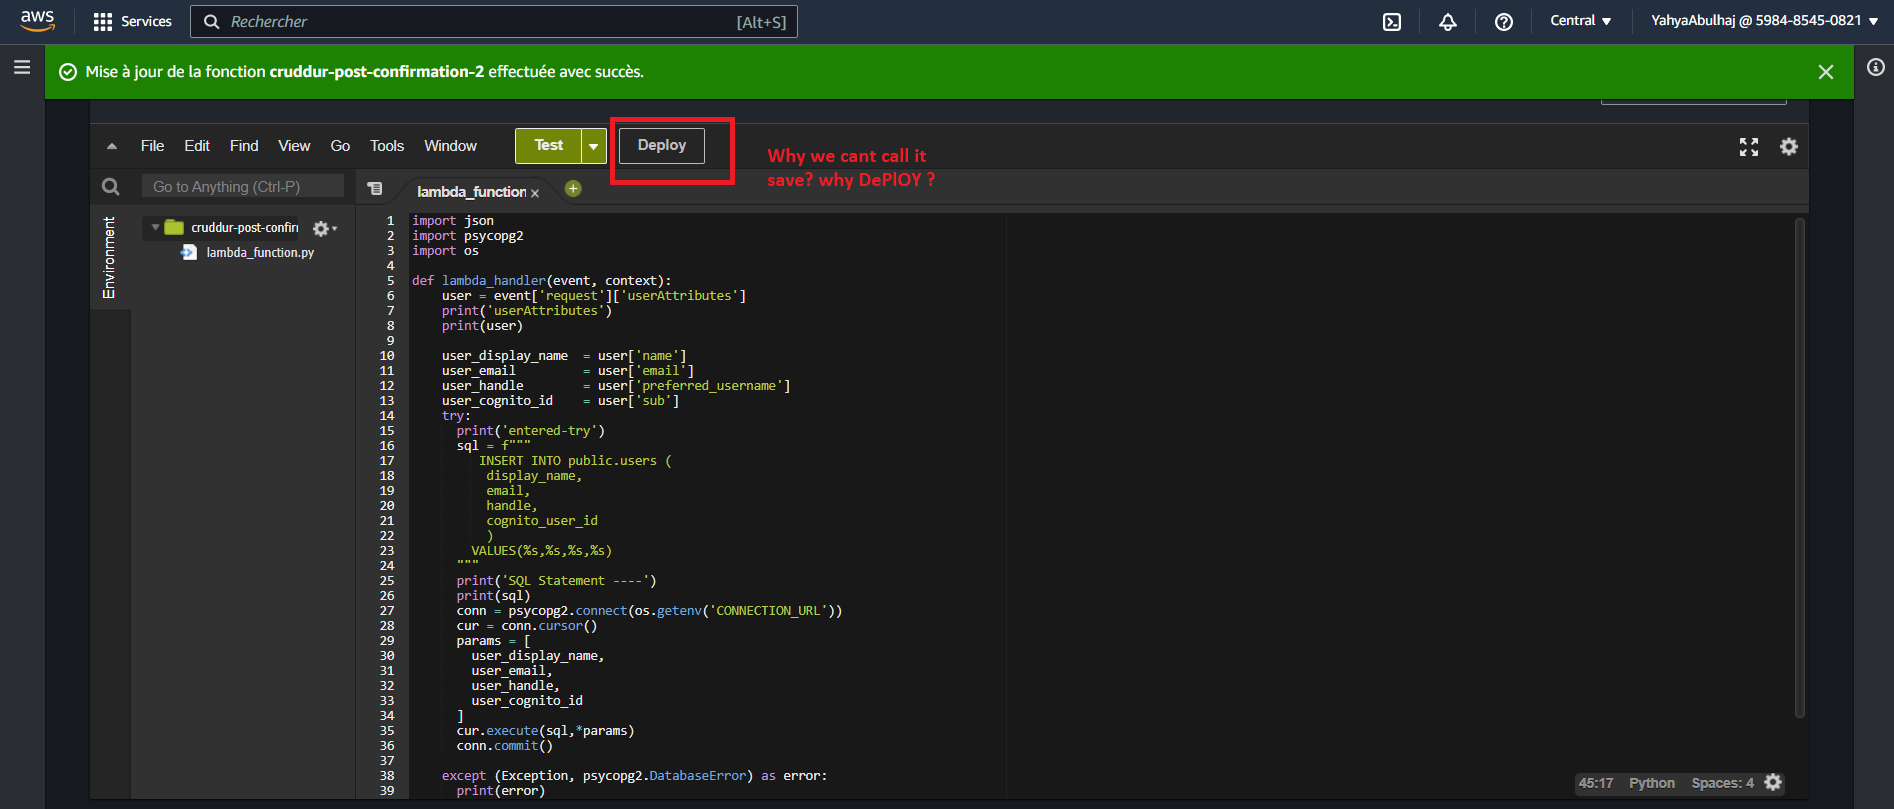 aws
Services
Rechercher
[Alt+S]
Central
YahyaAbulhaj @ 5984-8545-0821
Mise à jour de la fonction cruddur-post-confirmation-2 effectuée avec succès.
File Edit Find View Go Tools Window
Test
Deploy
Why we cant call it
save? why DePlOY ?
Go to Anything (Ctrl-P)
lambda_function
Environment
cruddur-post-confir
lambda_function.py
1 import json
2 import psycopg2
3 import os
4
5 def lambda_handler(event, context):
6     user = event['request']['userAttributes']
7     print('userAttributes')
8     print(user)
9
10     user_display_name  = user['name']
11     user_email         = user['email']
12     user_handle        = user['preferred_username']
13     user_cognito_id    = user['sub']
14     try:
15       print('entered-try')
16       sql = f"""
17          INSERT INTO public.users (
18           display_name,
19           email,
20           handle,
21           cognito_user_id
22           )
23         VALUES(%s,%s,%s,%s)
24       """
25       print('SQL Statement ----')
26       print(sql)
27       conn = psycopg2.connect(os.getenv('CONNECTION_URL'))
28       cur = conn.cursor()
29       params = [
30         user_display_name,
31         user_email,
32         user_handle,
33         user_cognito_id
34       ]
35       cur.execute(sql,*params)
36       conn.commit()
37
38     except (Exception, psycopg2.DatabaseError) as error:
39       print(error)
45:17 Python Spaces: 4